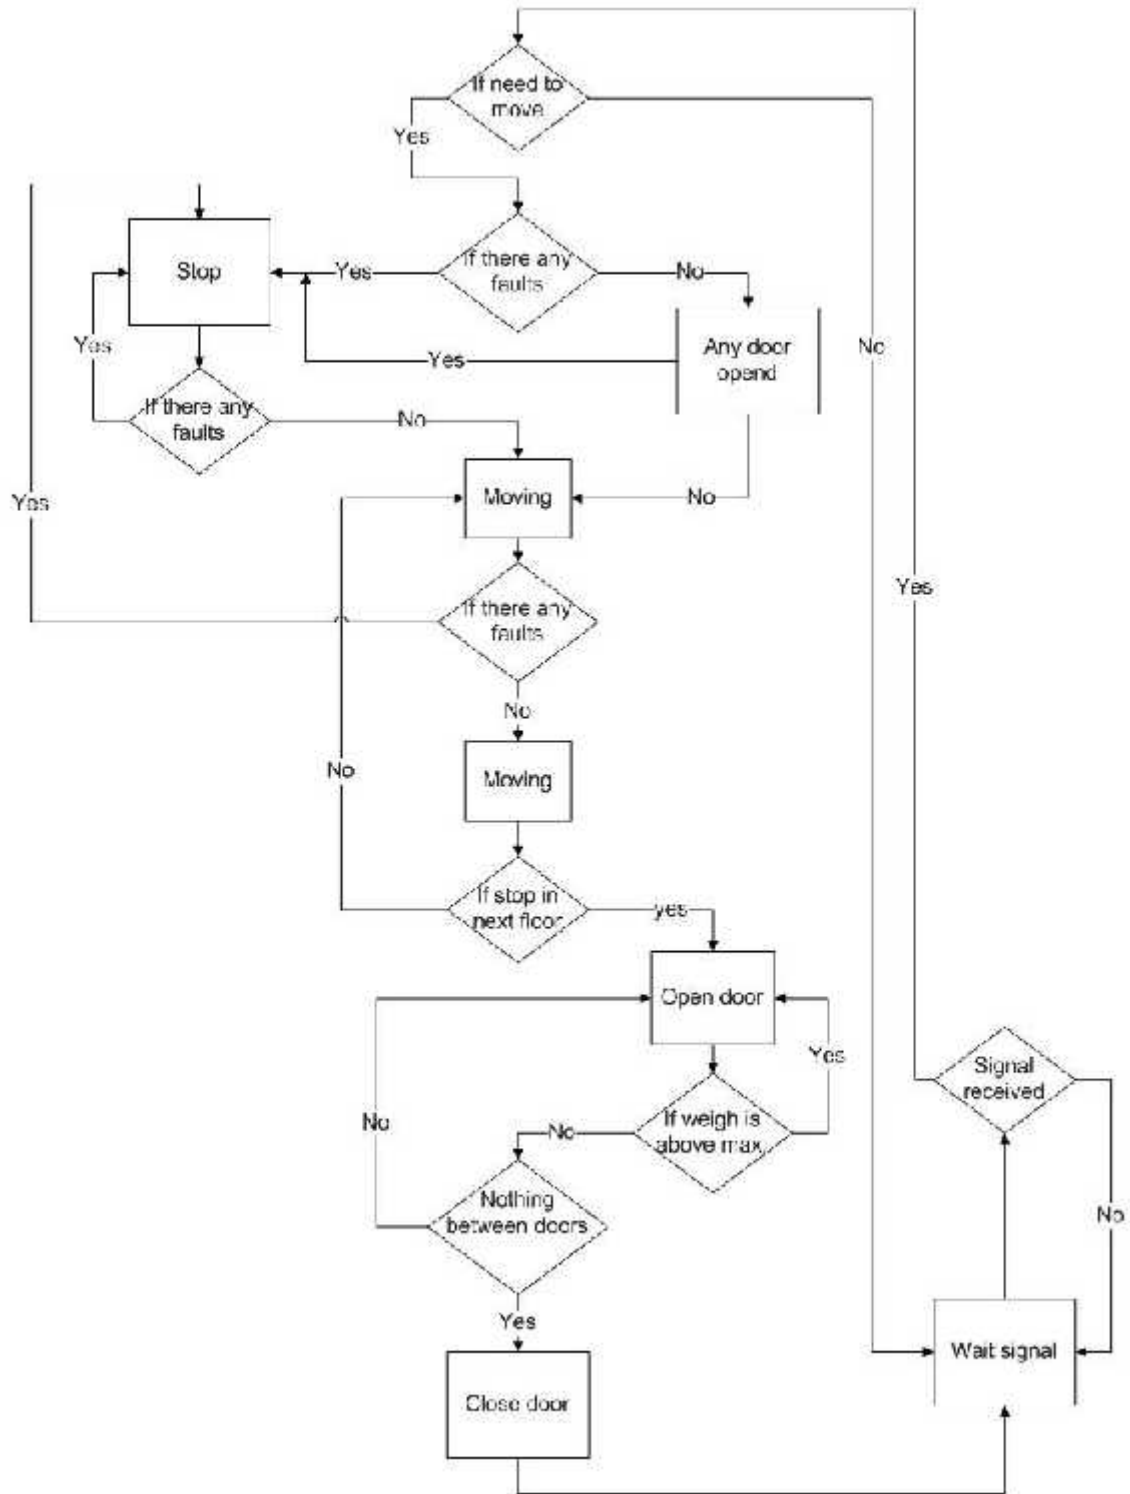 If need to
move
Yes
If there any
faults
Yes
No
Stop
Any door
opend
No
Yes
Yes
If there any
faults
No
Moving
No
Yes
Yes
If there any
faults
No
No
Moving
If stop in
next floor
yes
Open door
Yes
Signal
received
No
If weigh is
above max
No
Nothing
between doors
No
Yes
Wait signal
Close door